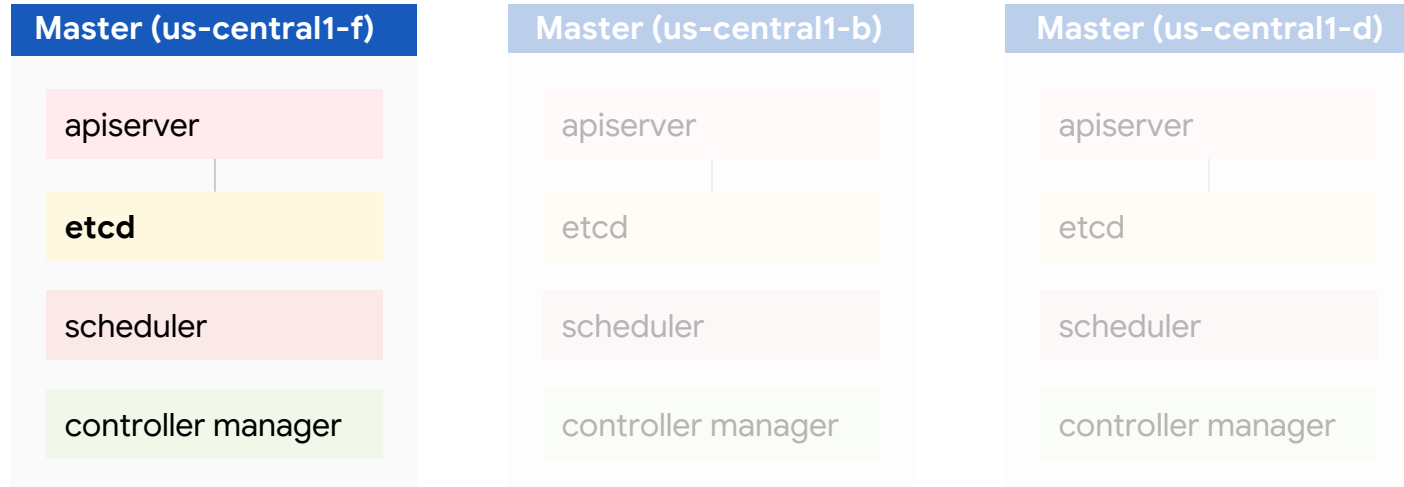 Master (us-central1-f)
apiserver
etcd
scheduler
controller manager
Master (us-central1-b)
apiserver
etcd
scheduler
controller manager
Master (us-central1-d)
apiserver
etcd
scheduler
controller manager